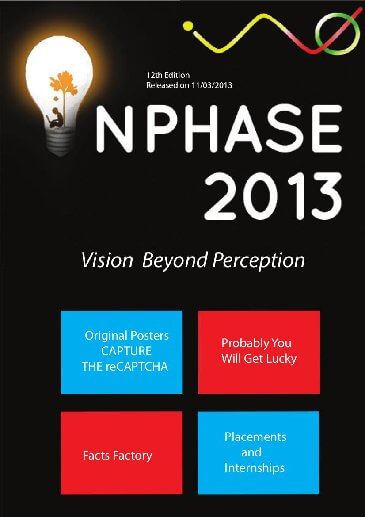 12th Edition
Released on 11/03/2013
NPHASE
2013
Vision Beyond Perception
Original Posters
CAPTURE
THE reCAPTCHA
Probably You
Will Get Lucky
Facts Factory
Placements
and
Internships